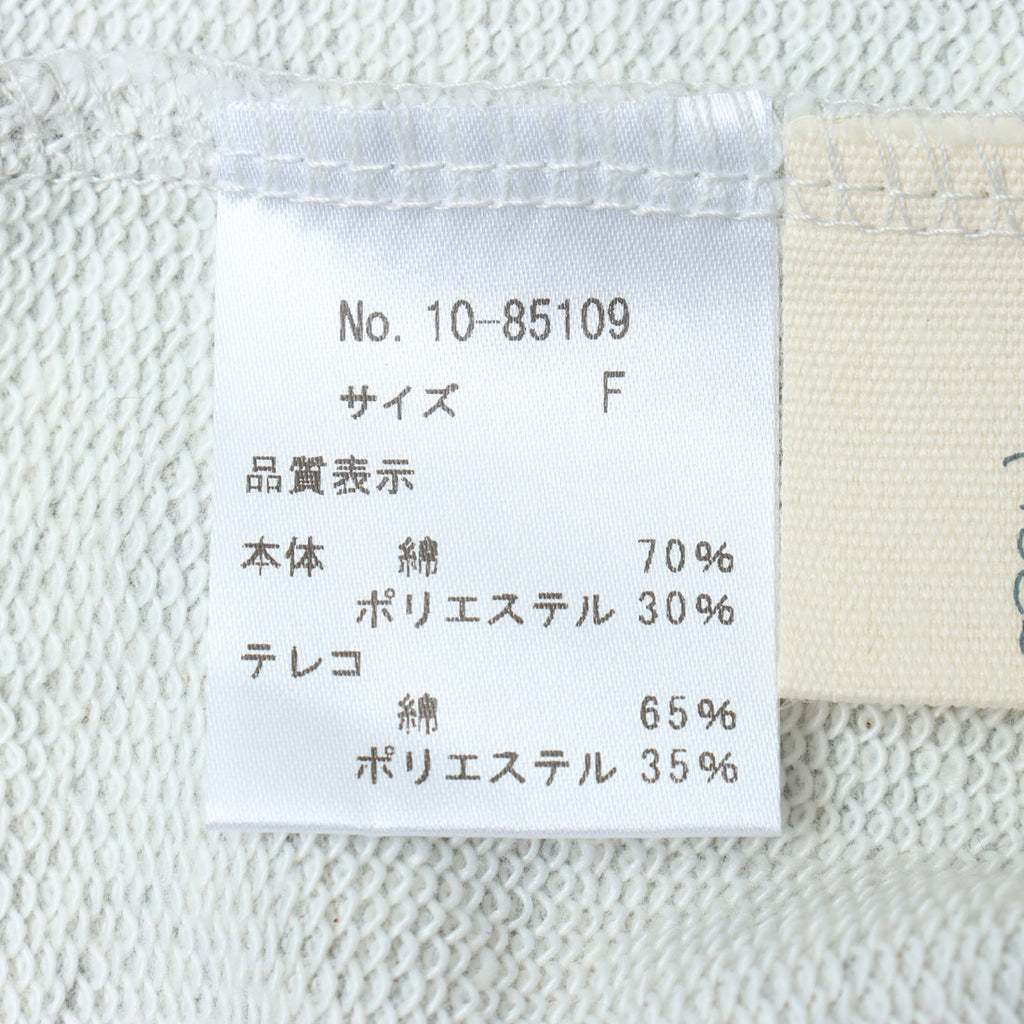 No. 10-85109
サイズ F
品質表示
本体 綿 70%
ポリエステル 30%
テレコ
綿 65%
ポリエステル 35%